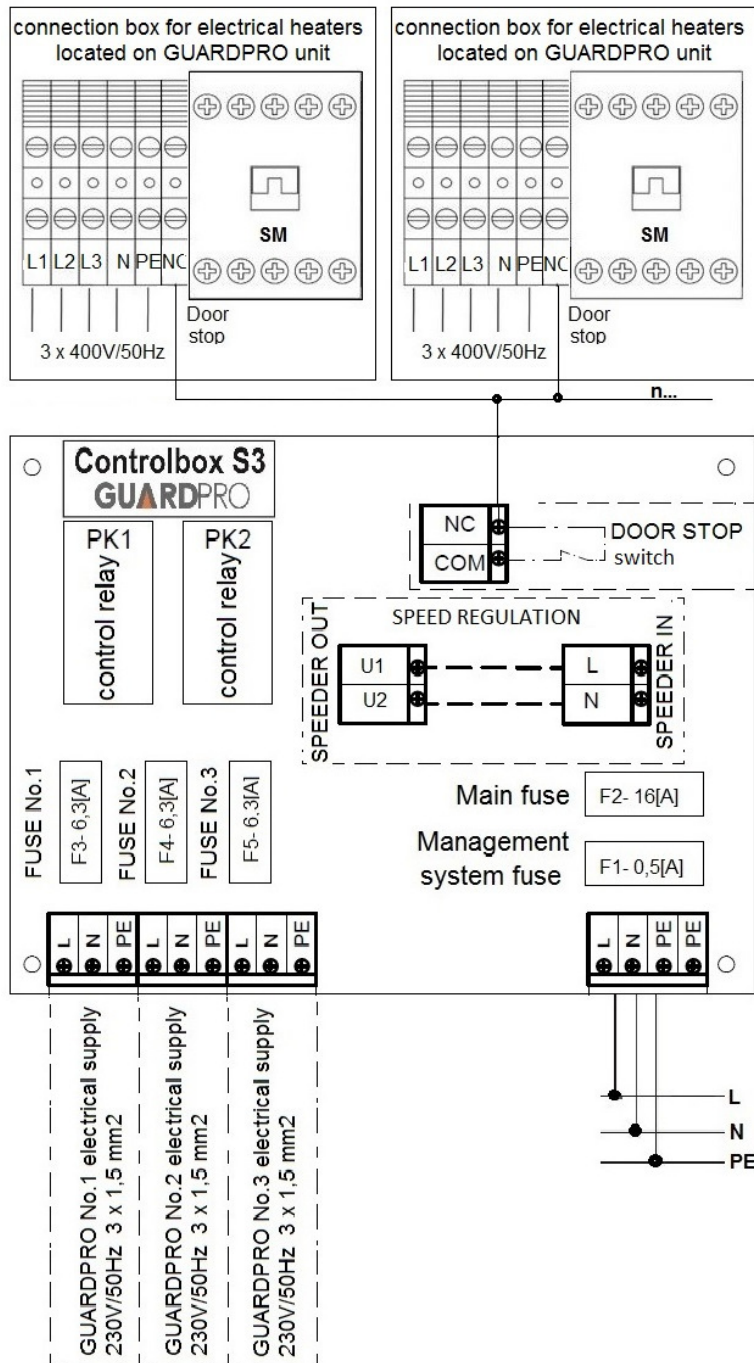 connection box for electrical heaters
located on GUARDPRO unit
L1 L2 L3 N PE NC
SM
Door
stop
3 x 400V/50Hz
connection box for electrical heaters
located on GUARDPRO unit
L1 L2 L3 N PE NC
SM
Door
stop
3 x 400V/50Hz
n...
Controlbox S3
GUARDPRO
PK1
control relay
PK2
control relay
NC
COM
DOOR STOP
switch
SPEED REGULATION
SPEEDER OUT
U1
U2
L
N
SPEEDER IN
FUSE No.1
F3- 6,3[A]
FUSE No.2
F4- 6,3[A]
FUSE No.3
F5- 6,3[A]
Main fuse
F2- 16[A]
Management
system fuse
F1- 0,5[A]
L N PE L N PE L N PE
L N PE PE
GUARDPRO No.1 electrical supply
230V/50Hz 3 x 1,5 mm2
GUARDPRO No.2 electrical supply
230V/50Hz 3 x 1,5 mm2
GUARDPRO No.3 electrical supply
230V/50Hz 3 x 1,5 mm2
L
N
PE